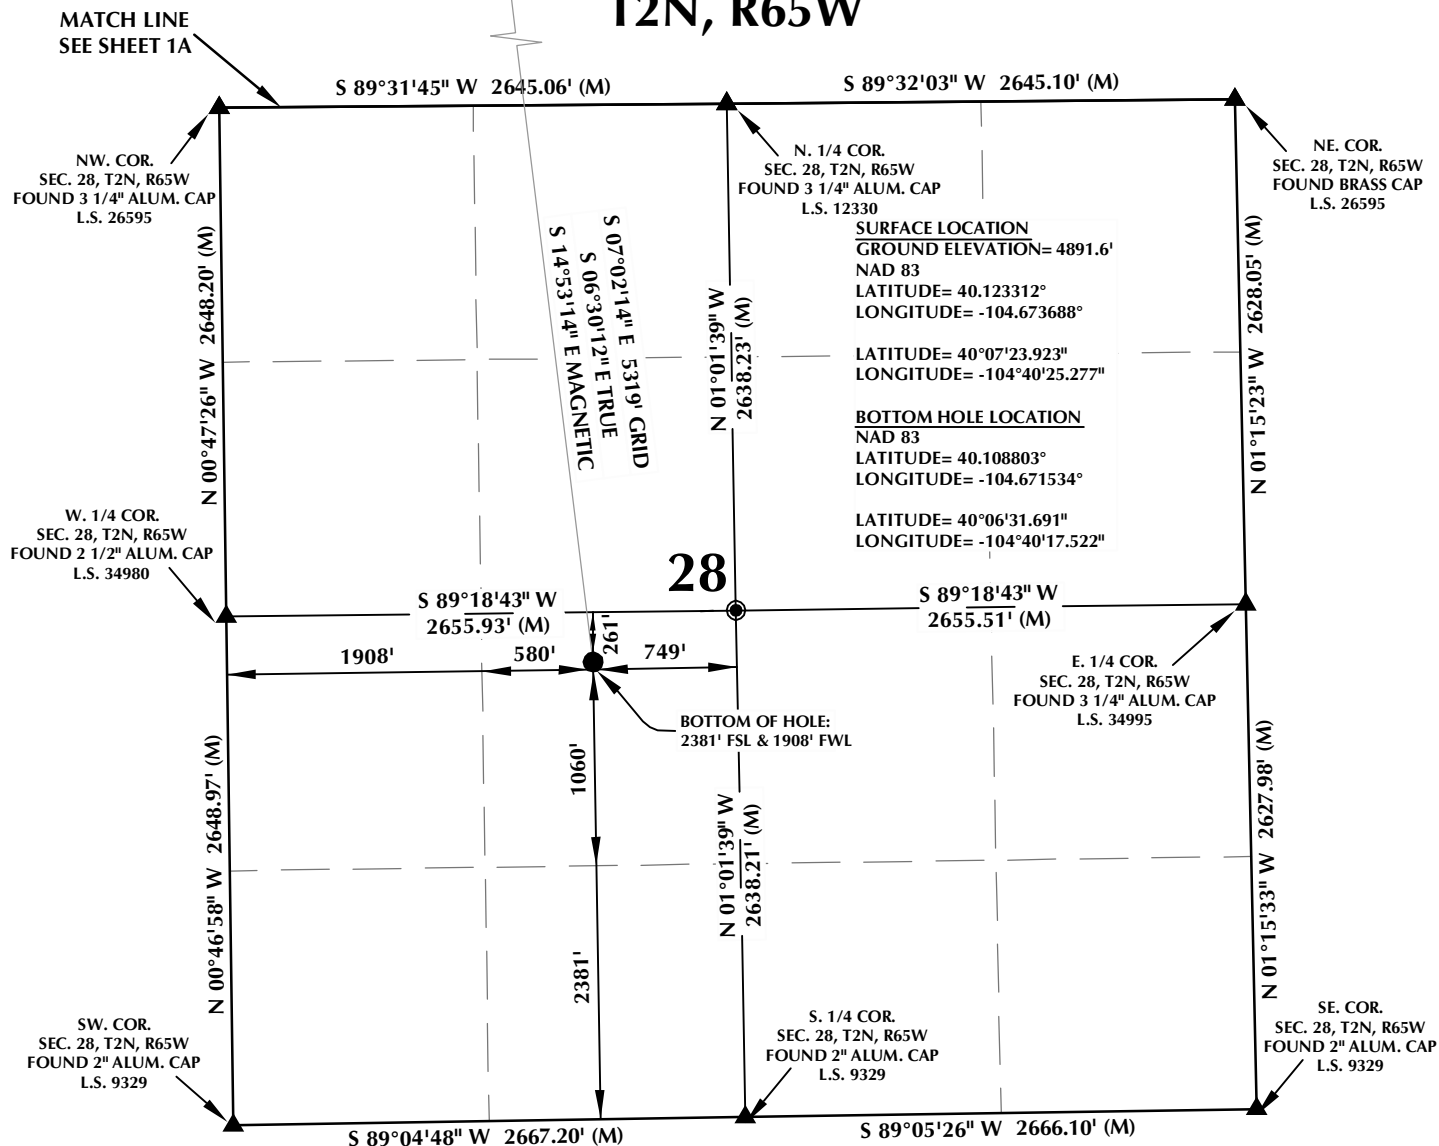 T2N, R65W
MATCH LINE
SEE SHEET 1A
S 89°31'45" W 2645.06' (M)
S 89°32'03" W 2645.10' (M)
NW. COR.
SEC. 28, T2N, R65W
FOUND 3 1/4" ALUM. CAP
L.S. 26595
N. 1/4 COR.
SEC. 28, T2N, R65W
FOUND 3 1/4" ALUM. CAP
L.S. 12330
NE. COR.
SEC. 28, T2N, R65W
FOUND BRASS CAP
L.S. 26595
N 00°47'26" W 2648.20' (M)
S 07°02'14" E 5319' GRID
S 06°30'12" E TRUE
S 14°53'14" E MAGNETIC
N 01°01'39" W
2638.23' (M)
SURFACE LOCATION
GROUND ELEVATION= 4891.6'
NAD 83
LATITUDE= 40.123312°
LONGITUDE= -104.673688°
LATITUDE= 40°07'23.923"
LONGITUDE= -104°40'25.277"
BOTTOM HOLE LOCATION
NAD 83
LATITUDE= 40.108803°
LONGITUDE= -104.671534°
LATITUDE= 40°06'31.691"
LONGITUDE= -104°40'17.522"
N 01°15'23" W 2628.05' (M)
W. 1/4 COR.
SEC. 28, T2N, R65W
FOUND 2 1/2" ALUM. CAP
L.S. 34980
28
S 89°18'43" W
2655.93' (M)
S 89°18'43" W
2655.51' (M)
261'
1908'
580'
749'
E. 1/4 COR.
SEC. 28, T2N, R65W
FOUND 3 1/4" ALUM. CAP
L.S. 34995
BOTTOM OF HOLE:
2381' FSL & 1908' FWL
1060'
N 00°46'58" W 2648.97' (M)
N 01°01'39" W
2638.21' (M)
N 01°15'33" W 2627.98' (M)
2381'
SW. COR.
SEC. 28, T2N, R65W
FOUND 2" ALUM. CAP
L.S. 9329
S. 1/4 COR.
SEC. 28, T2N, R65W
FOUND 2" ALUM. CAP
L.S. 9329
SE. COR.
SEC. 28, T2N, R65W
FOUND 2" ALUM. CAP
L.S. 9329
S 89°04'48" W 2667.20' (M)
S 89°05'26" W 2666.10' (M)